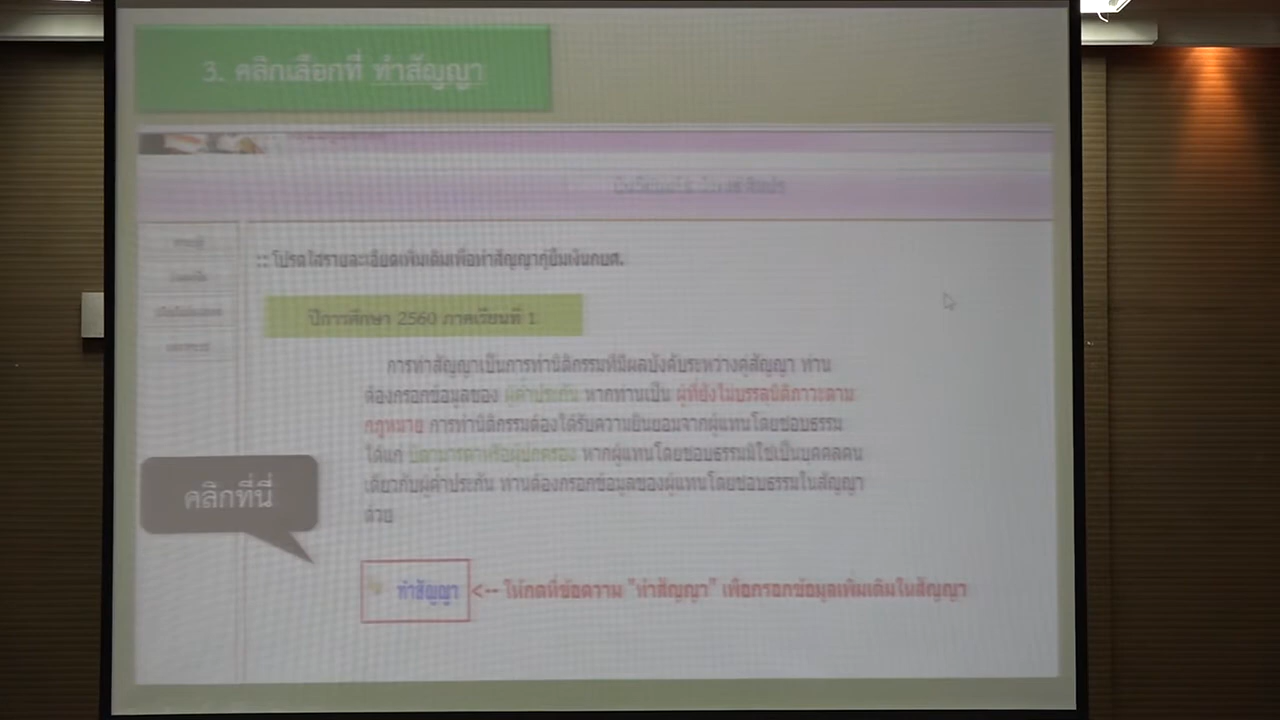 3. คลิกเลือกที่ ทำสัญญา
:: โปรดใส่รายละเอียดเพิ่มเติมเพื่อทำสัญญากู้ยืมเงินกยศ.
ปีการศึกษา 2560 ภาคเรียนที่ 1
การทำสัญญาเป็นการทำนิติกรรมที่มีผลบังคับระหว่างคู่สัญญา ท่าน
ต้องกรอกข้อมูลของ ผู้ค้ำประกัน หากท่านเป็น ผู้ที่ยังไม่บรรลุนิติภาวะตาม
กฎหมาย การทำนิติกรรมต้องได้รับความยินยอมจากผู้แทนโดยชอบธรรม
ได้แก่ บิดามารดาหรือผู้ปกครอง หากผู้แทนโดยชอบธรรมมิใช่เป็นบุคคลคน
เดียวกับผู้ค้ำประกัน ท่านต้องกรอกข้อมูลของผู้แทนโดยชอบธรรมในสัญญา
ด้วย
คลิกที่นี่
ทำสัญญา <-- ให้กดที่ข้อความ "ทำสัญญา" เพื่อกรอกข้อมูลเพิ่มเติมในสัญญา